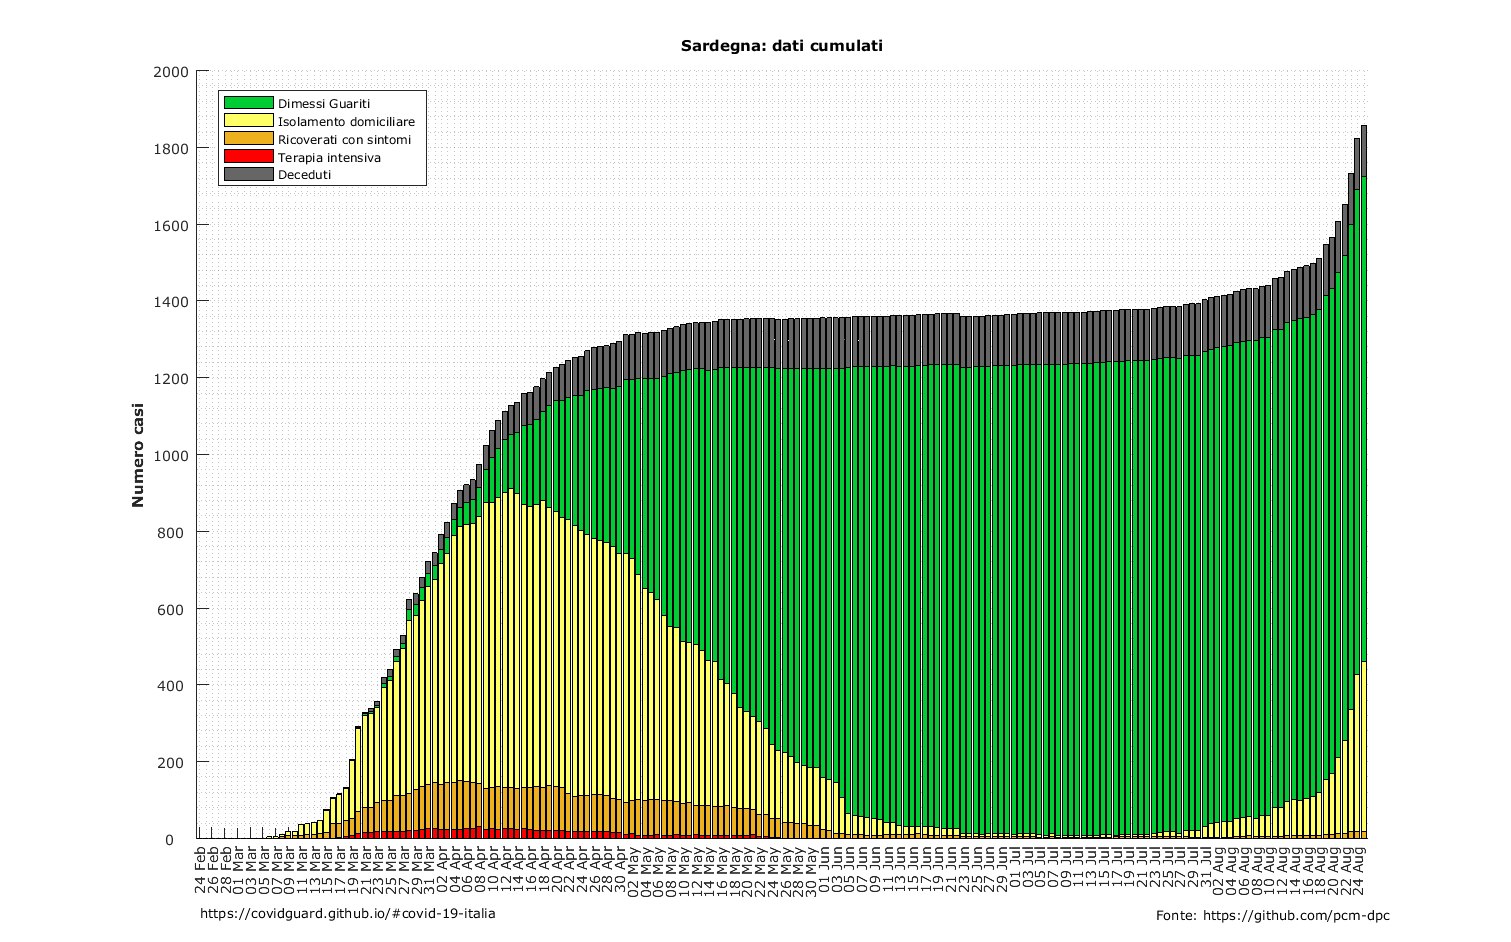 Sardegna: dati cumulati
2000
1800
1600
1400
1200
1000
800
600
400
200
0
Numero casi
Dimessi Guariti
Isolamento domiciliare
Ricoverati con sintomi
Terapia intensiva
Deceduti
24 Feb
26 Feb
28 Feb
01 Mar
03 Mar
05 Mar
07 Mar
09 Mar
11 Mar
13 Mar
15 Mar
17 Mar
19 Mar
21 Mar
23 Mar
25 Mar
27 Mar
29 Mar
31 Mar
02 Apr
04 Apr
06 Apr
08 Apr
10 Apr
12 Apr
14 Apr
16 Apr
18 Apr
20 Apr
22 Apr
24 Apr
26 Apr
28 Apr
30 Apr
02 May
04 May
06 May
08 May
10 May
12 May
14 May
16 May
18 May
20 May
22 May
24 May
26 May
28 May
30 May
01 Jun
03 Jun
05 Jun
07 Jun
09 Jun
11 Jun
13 Jun
15 Jun
17 Jun
19 Jun
21 Jun
23 Jun
25 Jun
27 Jun
29 Jun
01 Jul
03 Jul
05 Jul
07 Jul
09 Jul
11 Jul
13 Jul
15 Jul
17 Jul
19 Jul
21 Jul
23 Jul
25 Jul
27 Jul
29 Jul
31 Jul
02 Aug
04 Aug
06 Aug
08 Aug
10 Aug
12 Aug
14 Aug
16 Aug
18 Aug
20 Aug
22 Aug
24 Aug
https://covidguard.github.io/#covid-19-italia
Fonte: https://github.com/pcm-dpc